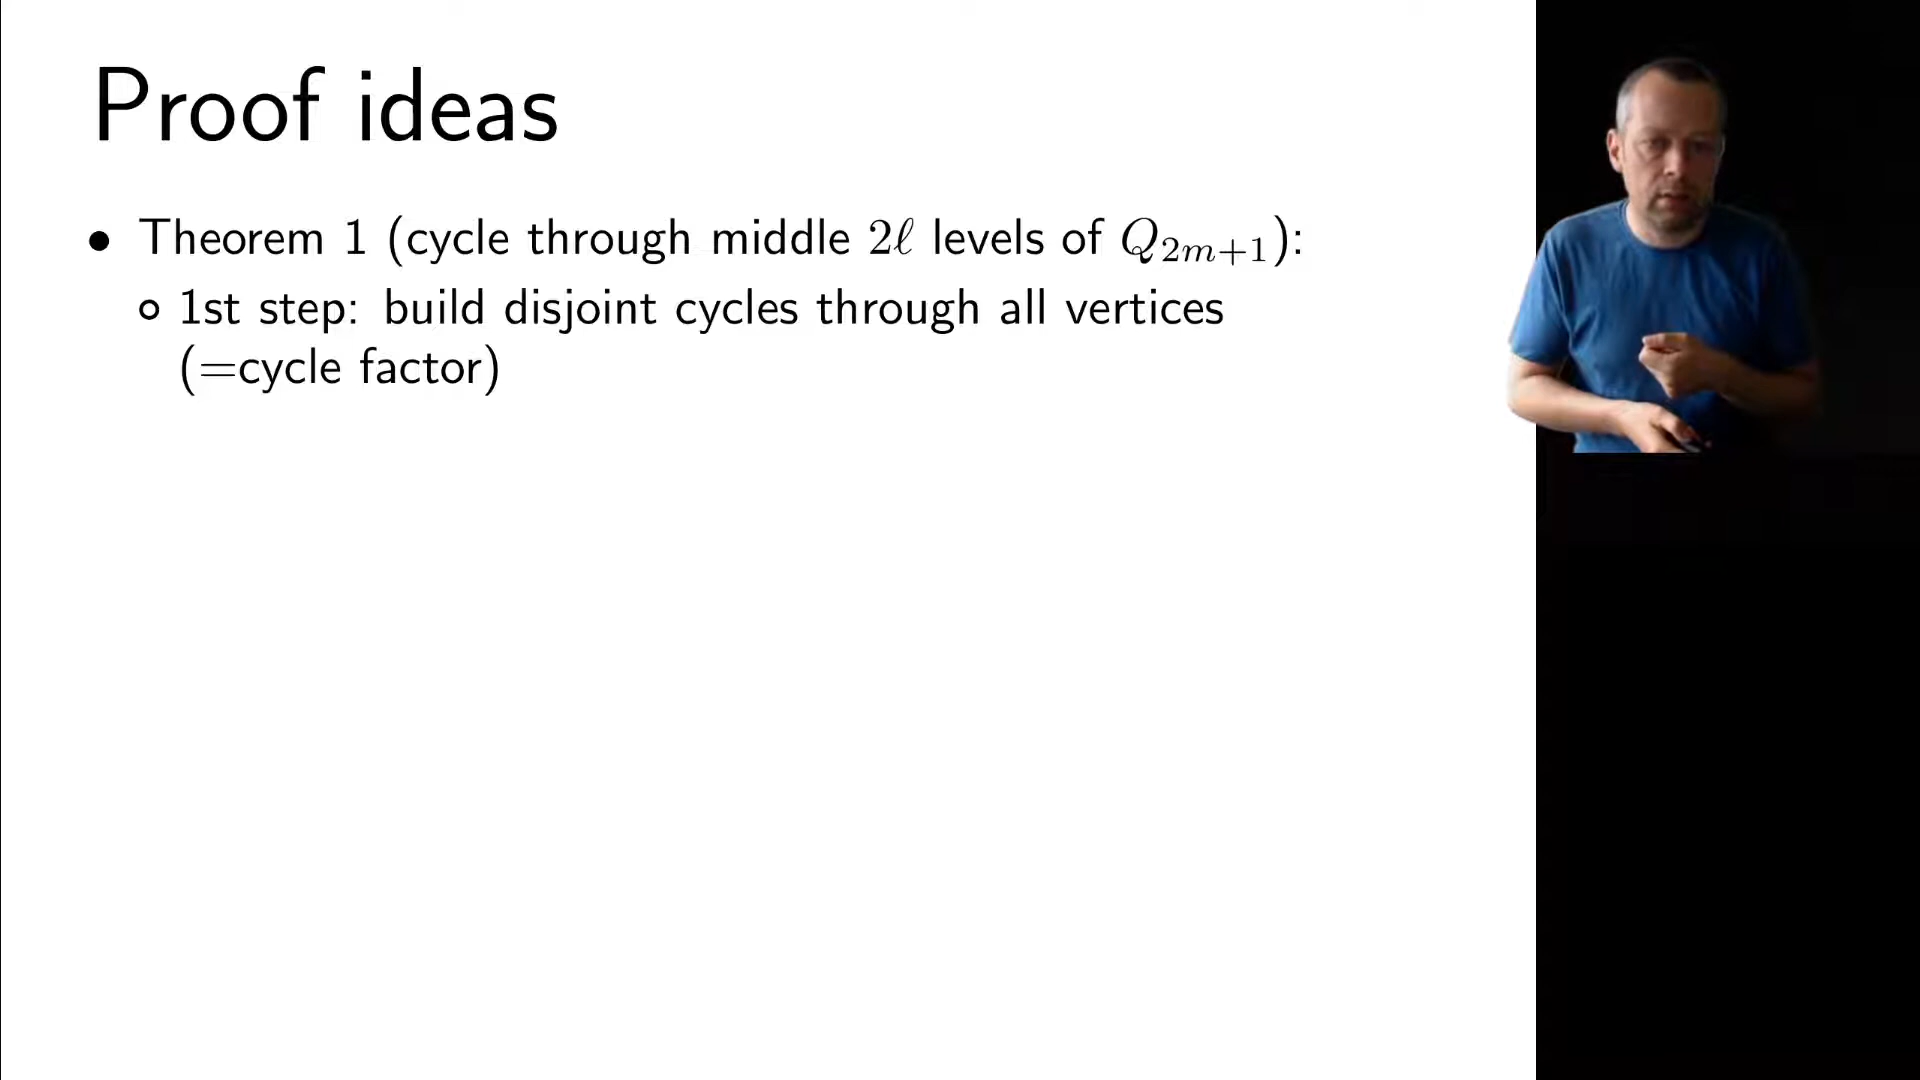 Proof ideas
• Theorem 1 (cycle through middle 2ℓ levels of Q₂ₘ₊₁):
∘ 1st step: build disjoint cycles through all vertices
(=cycle factor)